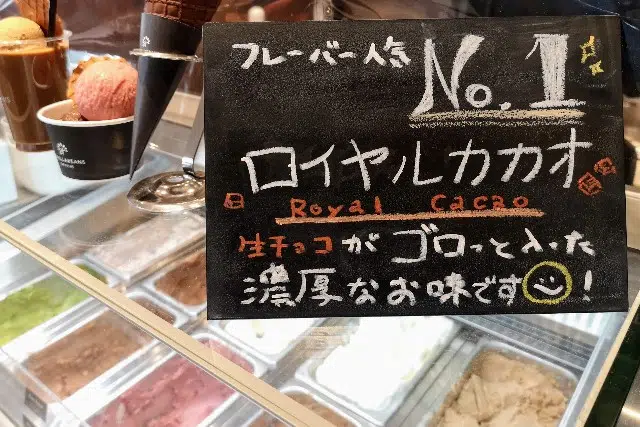 フレーバー人気
No.1
ロイヤルカカオ
Royal Cacao
生チョコがゴロっと入った
濃厚なお味です!